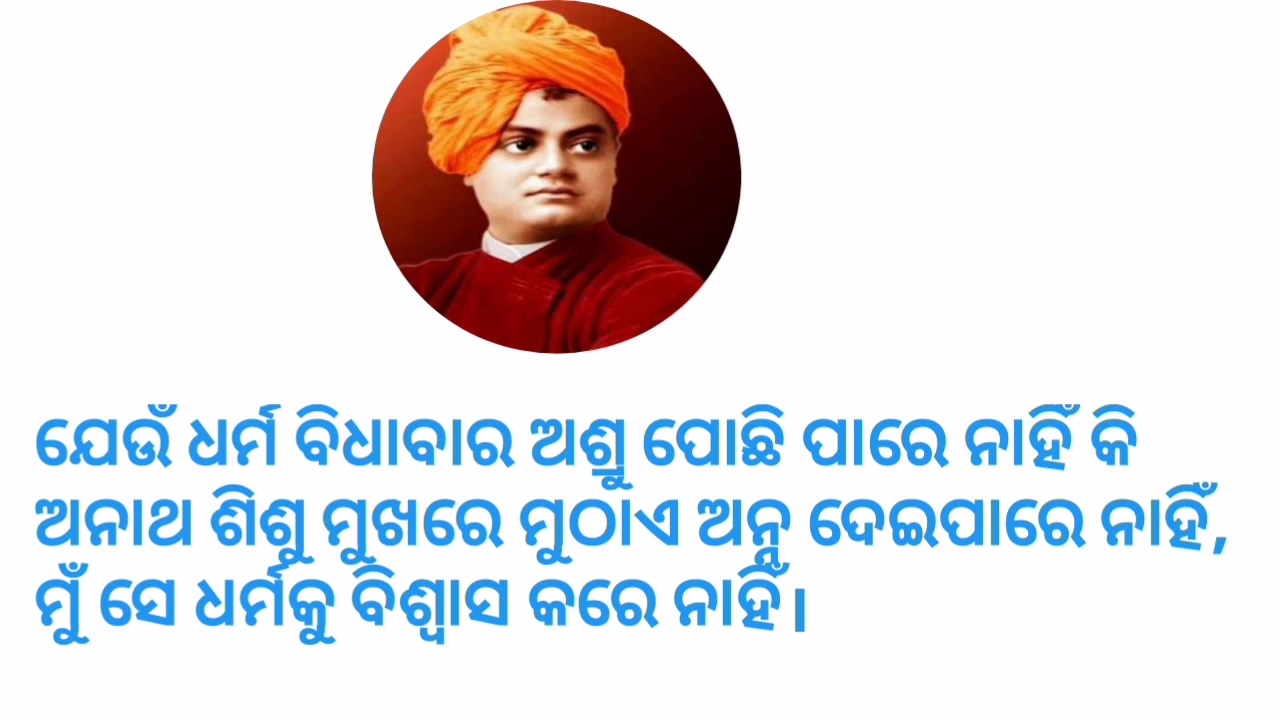 ଯେଉଁ ଧର୍ମ ବିଧାବାର ଅଶ୍ରୁ ପୋଛି ପାରେ ନାହିଁ କି
ଅନାଥ ଶିଶୁ ମୁଖରେ ମୁଠାଏ ଅନ୍ନ ଦେଇପାରେ ନାହିଁ,
ମୁଁ ସେ ଧର୍ମକୁ ବିଶ୍ୱାସ କରେ ନାହିଁ।